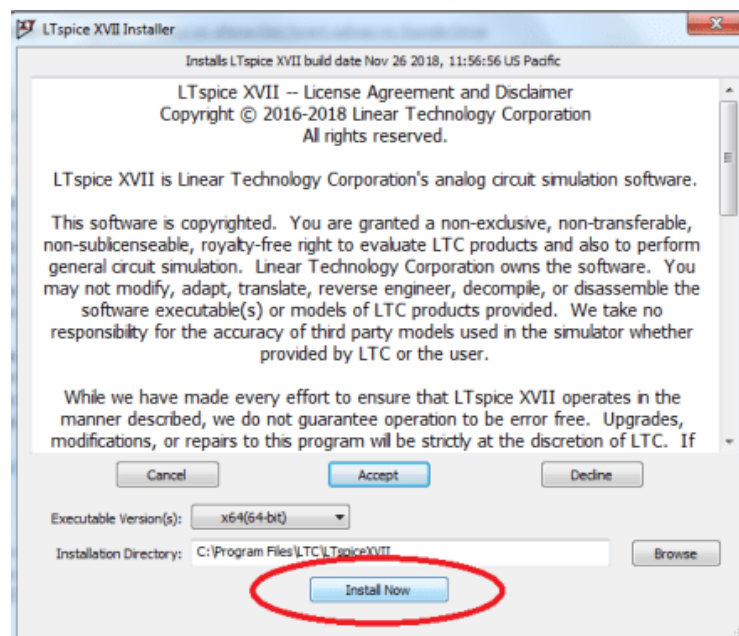 LTspice XVII Installer
Installs LTspice XVII build date Nov 26 2018, 11:56:56 US Pacific
LTspice XVII -- License Agreement and Disclaimer
Copyright © 2016-2018 Linear Technology Corporation
All rights reserved.
LTspice XVII is Linear Technology Corporation's analog circuit simulation software.
This software is copyrighted. You are granted a non-exclusive, non-transferable,
non-sublicenseable, royalty-free right to evaluate LTC products and also to perform
general circuit simulation. Linear Technology Corporation owns the software. You
may not modify, adapt, translate, reverse engineer, decompile, or disassemble the
software executable(s) or models of LTC products provided. We take no
responsibility for the accuracy of third party models used in the simulator whether
provided by LTC or the user.
While we have made every effort to ensure that LTspice XVII operates in the
manner described, we do not guarantee operation to be error free. Upgrades,
modifications, or repairs to this program will be strictly at the discretion of LTC. If
Cancel Accept Decline
Executable Version(s): x64(64-bit)
Installation Directory: C:\Program Files\LTC\LTspiceXVII Browse
Install Now